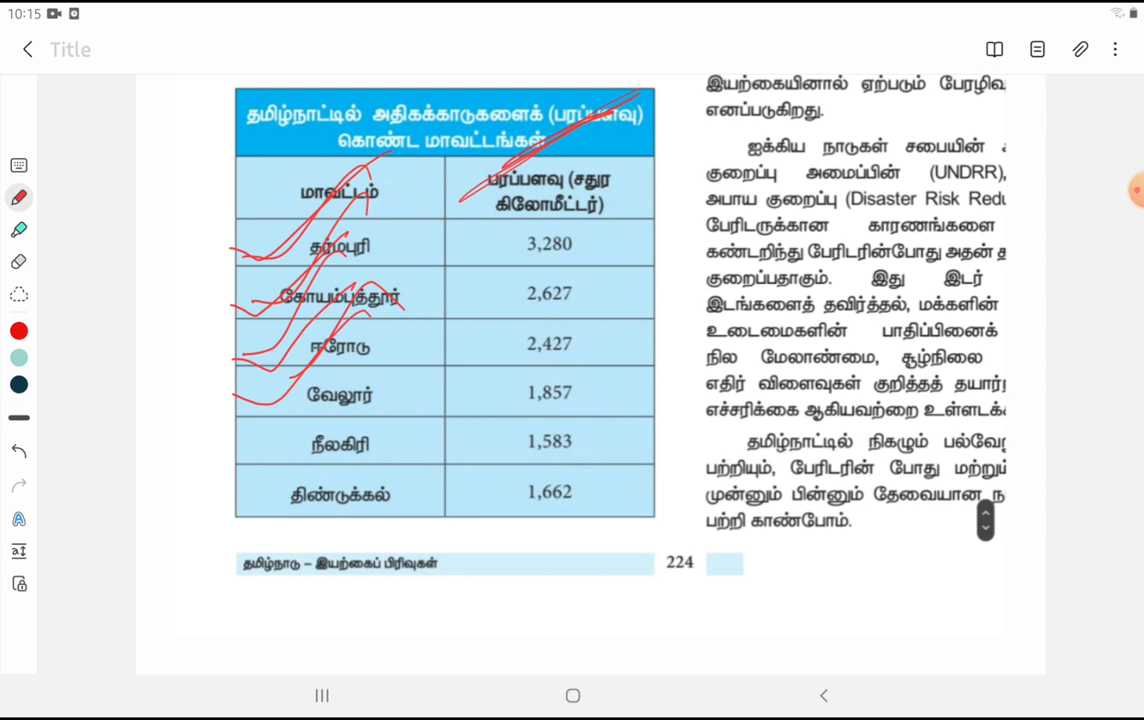 10:15
Title
தமிழ்நாட்டில் அதிகக்காடுகளைக் (பரப்பளவு)
கொண்ட மாவட்டங்கள்
மாவட்டம்
பரப்பளவு (சதுர
கிலோமீட்டர்)
தர்மபுரி
3,280
கோயம்புத்தூர்
2,627
ஈரோடு
2,427
வேலூர்
1,857
நீலகிரி
1,583
திண்டுக்கல்
1,662
தமிழ்நாடு – இயற்கைப் பிரிவுகள்
224
இயற்கையினால் ஏற்படும் பேரழிவு
எனப்படுகிறது.
ஐக்கிய நாடுகள் சபையின்
குறைப்பு அமைப்பின் (UNDRR),
அபாய குறைப்பு (Disaster Risk Redu
பேரிடருக்கான காரணங்களை
கண்டறிந்து பேரிடரின்போது அதன் த
குறைப்பதாகும். இது இடர்
இடங்களைத் தவிர்த்தல், மக்களின்
உடைமைகளின் பாதிப்பினைக்
நில மேலாண்மை, சூழ்நிலை
எதிர் விளைவுகள் குறித்தத் தயார்
எச்சரிக்கை ஆகியவற்றை உள்ளடக்
தமிழ்நாட்டில் நிகழும் பல்வே
பற்றியும், பேரிடரின் போது மற்றும்
முன்னும் பின்னும் தேவையான ந
பற்றி காண்போம்.